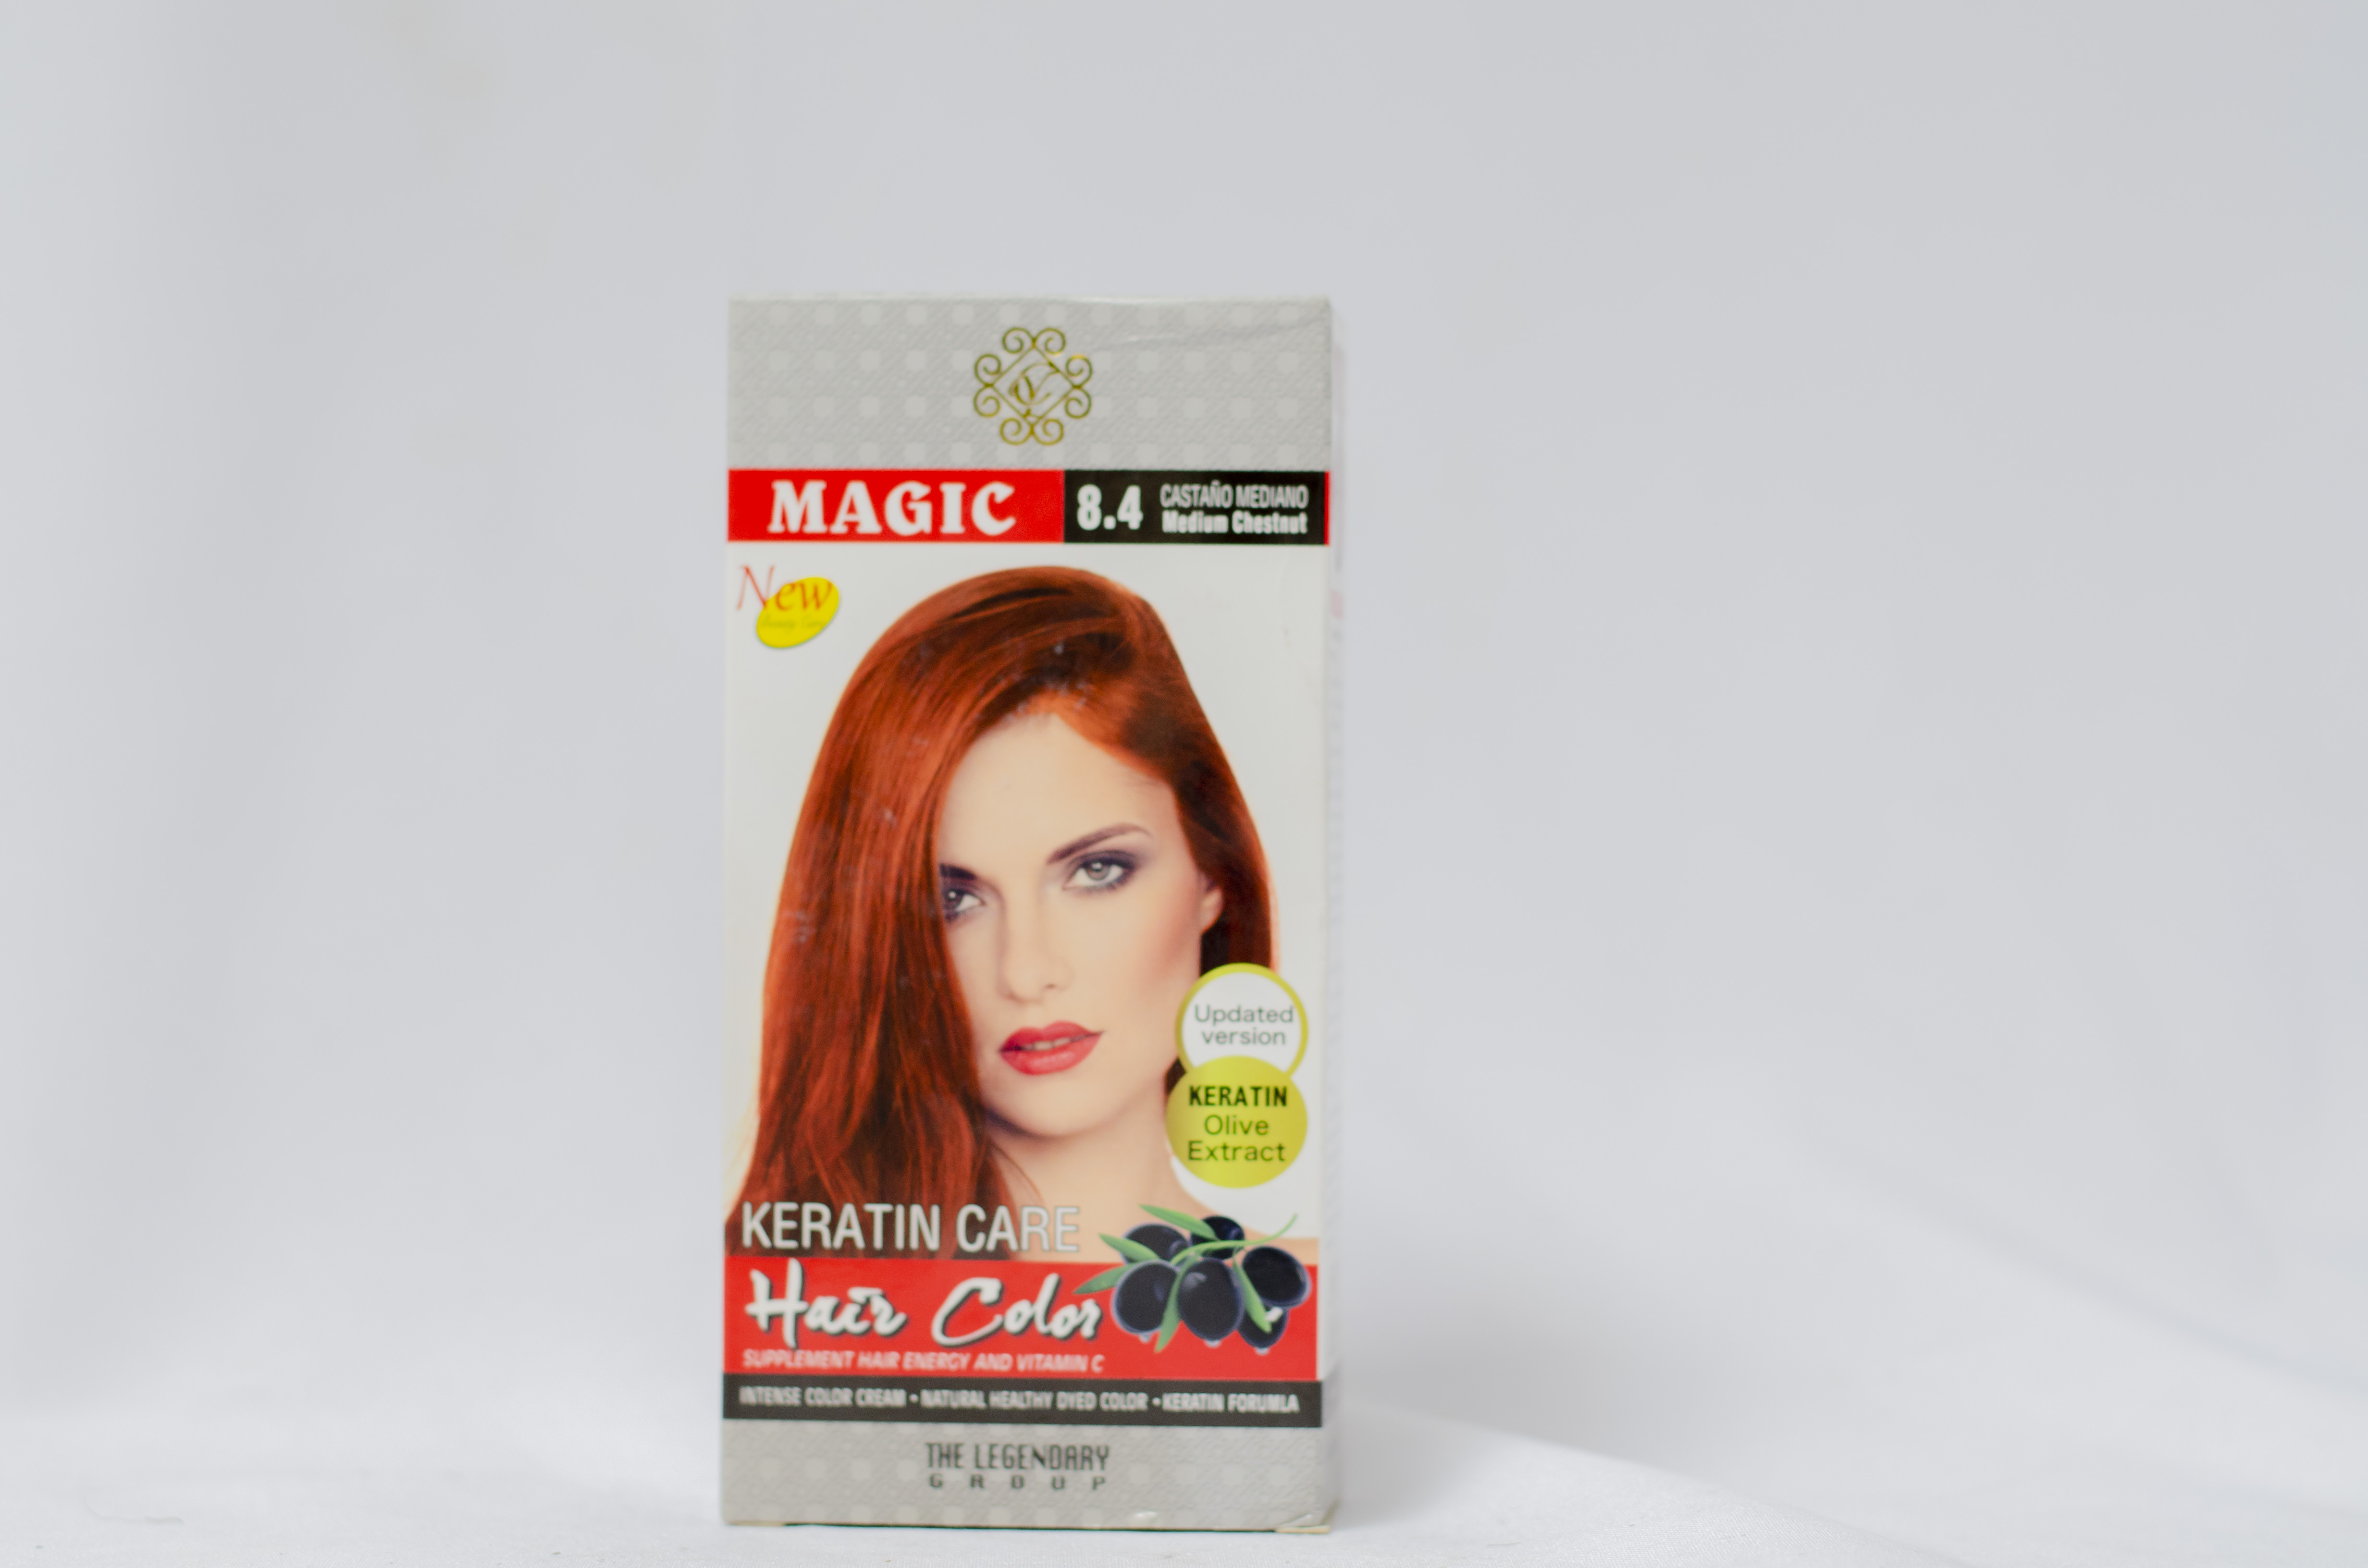 MAGIC
8.4
CASTAÑO MEDIANO
Medium Chestnut
New
Updated
version
KERATIN
Olive
Extract
KERATIN CARE
Hair Color
SUPPLEMENT HAIR ENERGY AND VITAMIN C
INTENSE COLOR CREAM • NATURAL HEALTHY DYED COLOR • KERATIN FORUMLA
THE LEGENDARY
GROUP